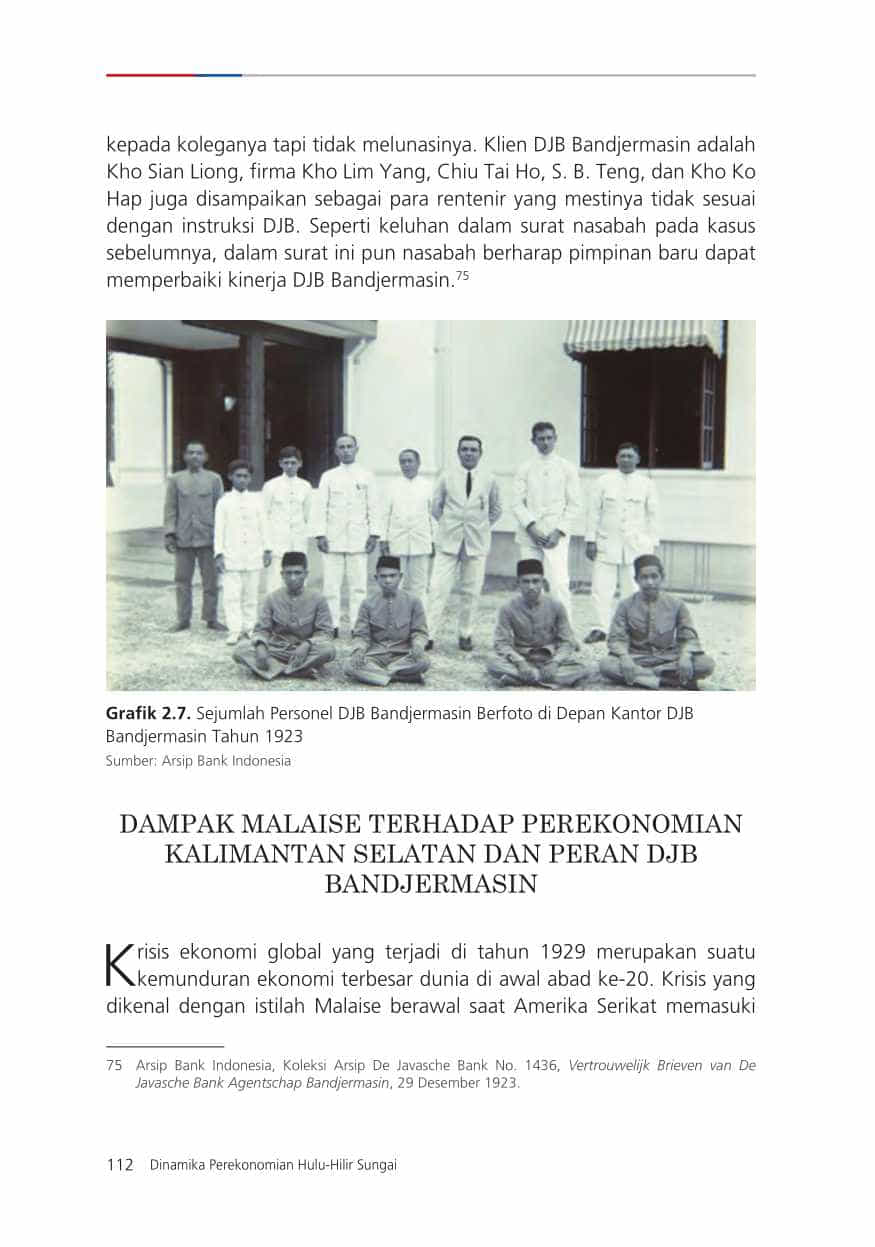 kepada koleganya tapi tidak melunasinya. Klien DJB Bandjermasin adalah
Kho Sian Liong, firma Kho Lim Yang, Chiu Tai Ho, S. B. Teng, dan Kho Ko
Hap juga disampaikan sebagai para rentenir yang mestinya tidak sesuai
dengan instruksi DJB. Seperti keluhan dalam surat nasabah pada kasus
sebelumnya, dalam surat ini pun nasabah berharap pimpinan baru dapat
memperbaiki kinerja DJB Bandjermasin.75
Grafik 2.7. Sejumlah Personel DJB Bandjermasin Berfoto di Depan Kantor DJB
Bandjermasin Tahun 1923
Sumber: Arsip Bank Indonesia
DAMPAK MALAISE TERHADAP PEREKONOMIAN
KALIMANTAN SELATAN DAN PERAN DJB
BANDJERMASIN
Krisis ekonomi global yang terjadi di tahun 1929 merupakan suatu
kemunduran ekonomi terbesar dunia di awal abad ke-20. Krisis yang
dikenal dengan istilah Malaise berawal saat Amerika Serikat memasuki
75 Arsip Bank Indonesia, Koleksi Arsip De Javasche Bank No. 1436, Vertrouwelijk Brieven van De
Javasche Bank Agentschap Bandjermasin, 29 Desember 1923.
112 Dinamika Perekonomian Hulu-Hilir Sungai